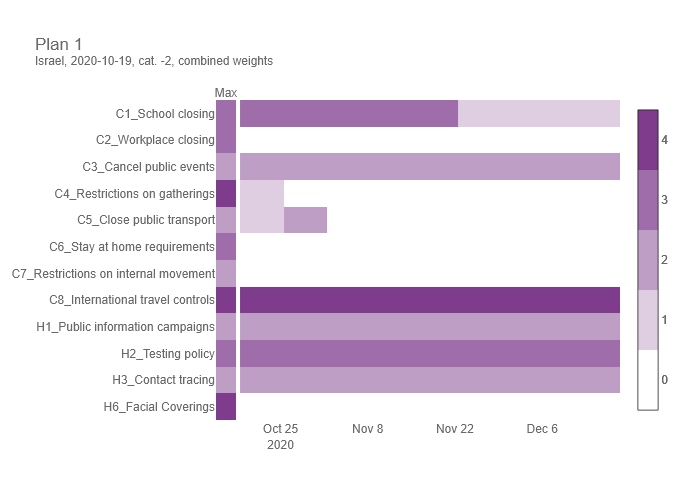 Plan 1
Israel, 2020-10-19, cat. -2, combined weights
Max
C1_School closing
C2_Workplace closing
C3_Cancel public events
C4_Restrictions on gatherings
C5_Close public transport
C6_Stay at home requirements
C7_Restrictions on internal movement
C8_International travel controls
H1_Public information campaigns
H2_Testing policy
H3_Contact tracing
H6_Facial Coverings
Oct 25 Nov 8 Nov 22 Dec 6
2020
4
3
2
1
0